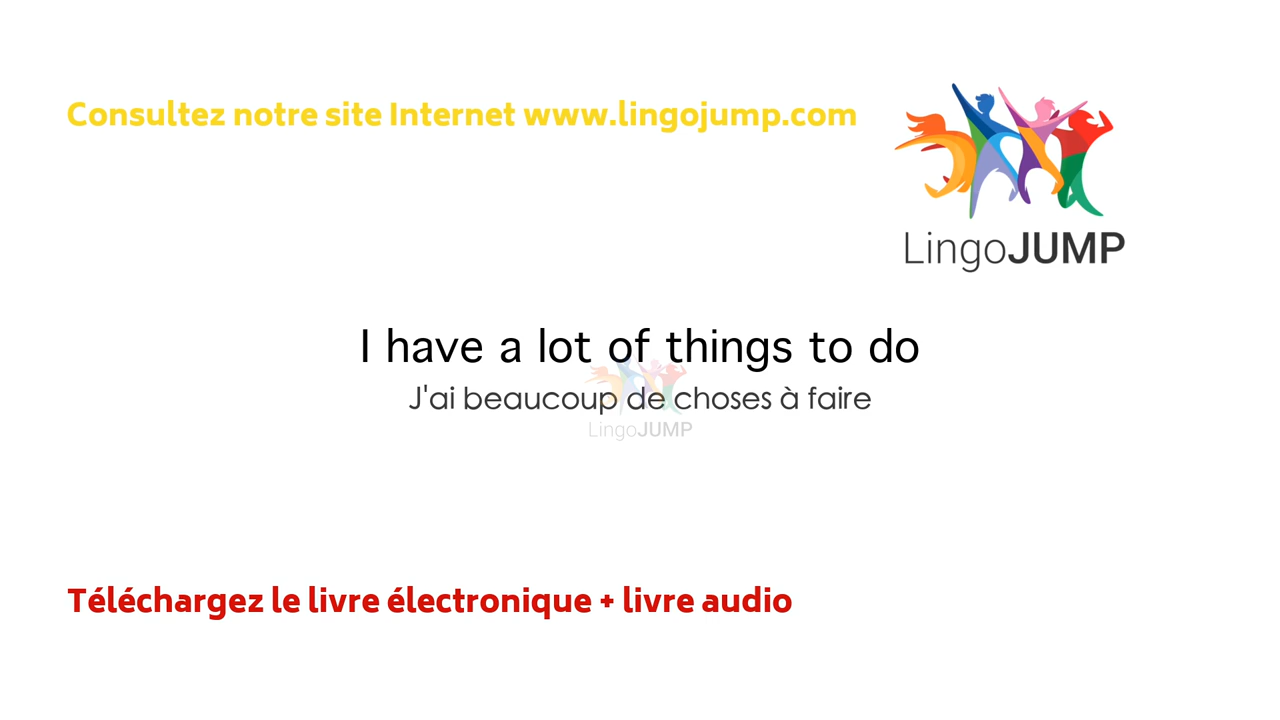 Consultez notre site Internet www.lingojump.com
LingoJUMP
I have a lot of things to do
J'ai beaucoup de choses à faire
LingoJUMP
Téléchargez le livre électronique + livre audio